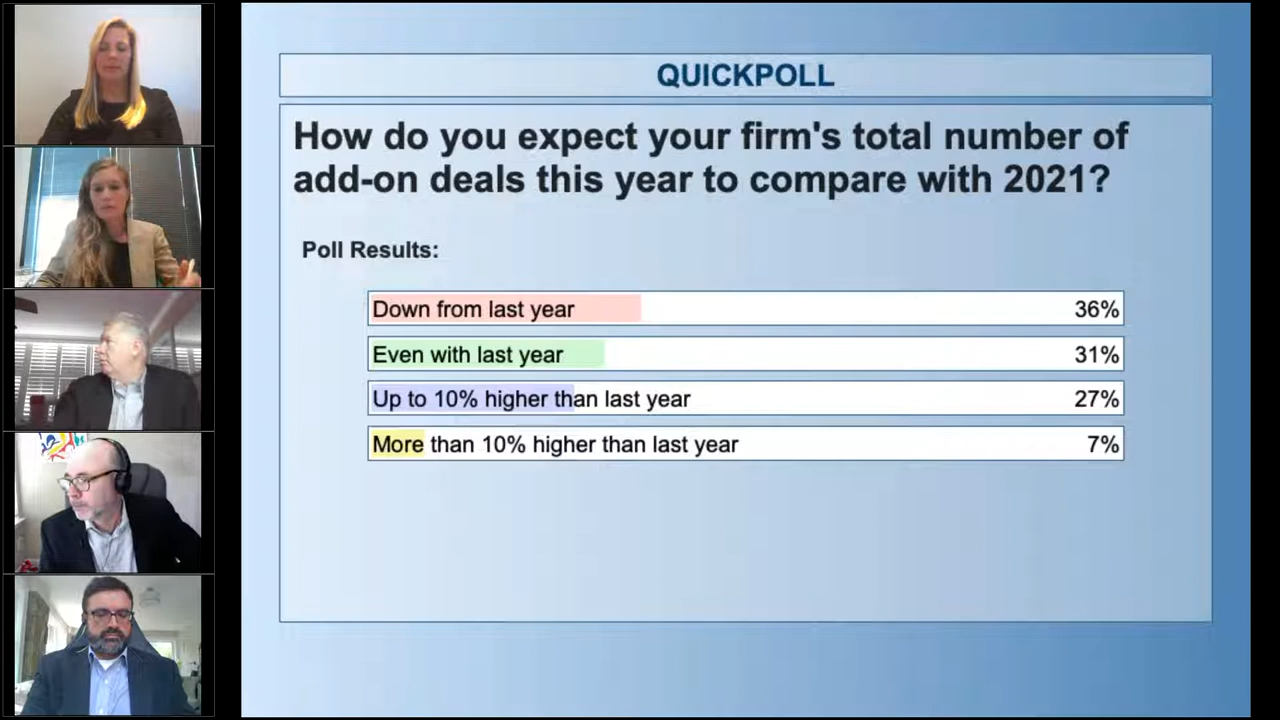 QUICKPOLL
How do you expect your firm's total number of
add-on deals this year to compare with 2021?
Poll Results:
Down from last year 36%
Even with last year 31%
Up to 10% higher than last year 27%
More than 10% higher than last year 7%